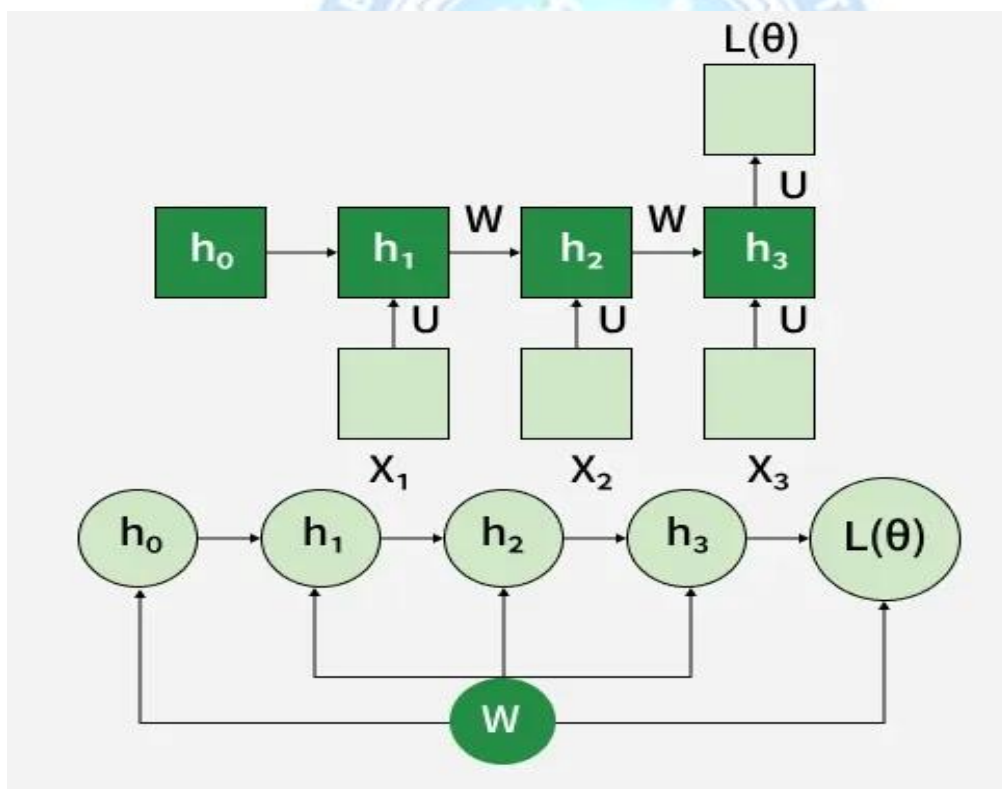 L(θ)
U
W W
h₀ h₁ h₂ h₃
U U U
X₁ X₂ X₃
h₀ h₁ h₂ h₃ L(θ)
W